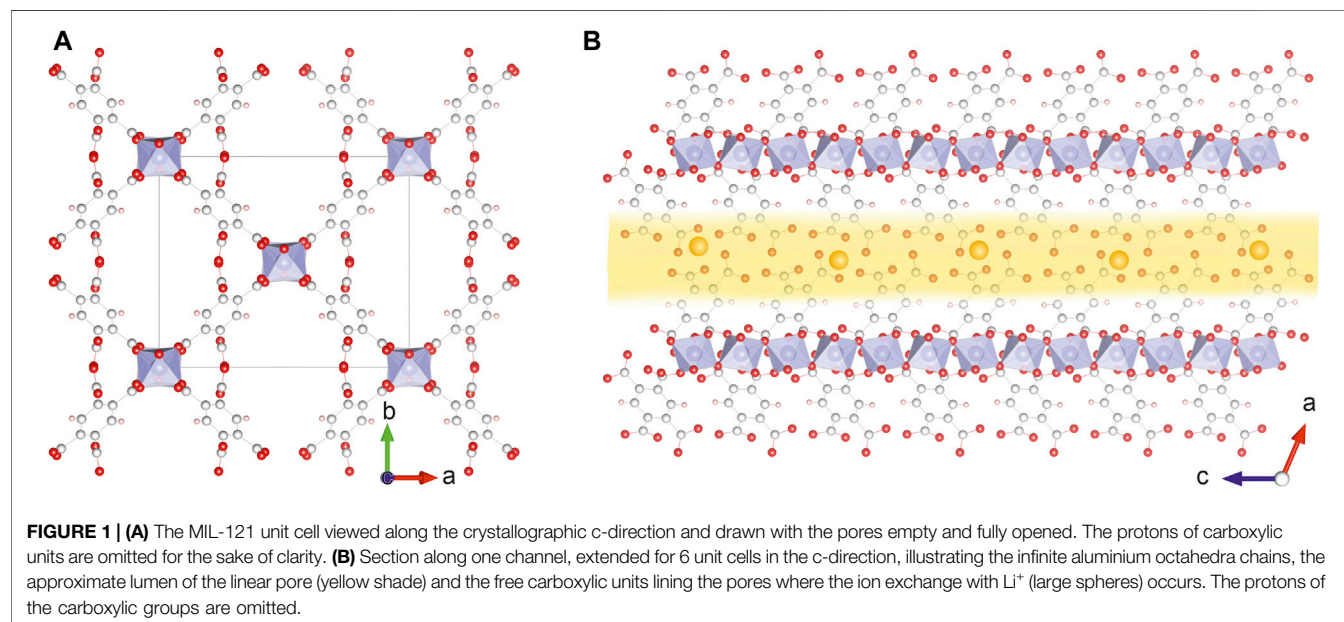 A
B
b
a
a
c
FIGURE 1 | (A) The MIL-121 unit cell viewed along the crystallographic c-direction and drawn with the pores empty and fully opened. The protons of carboxylic
units are omitted for the sake of clarity. (B) Section along one channel, extended for 6 unit cells in the c-direction, illustrating the infinite aluminium octahedra chains, the
approximate lumen of the linear pore (yellow shade) and the free carboxylic units lining the pores where the ion exchange with Li⁺ (large spheres) occurs. The protons of
the carboxylic groups are omitted.